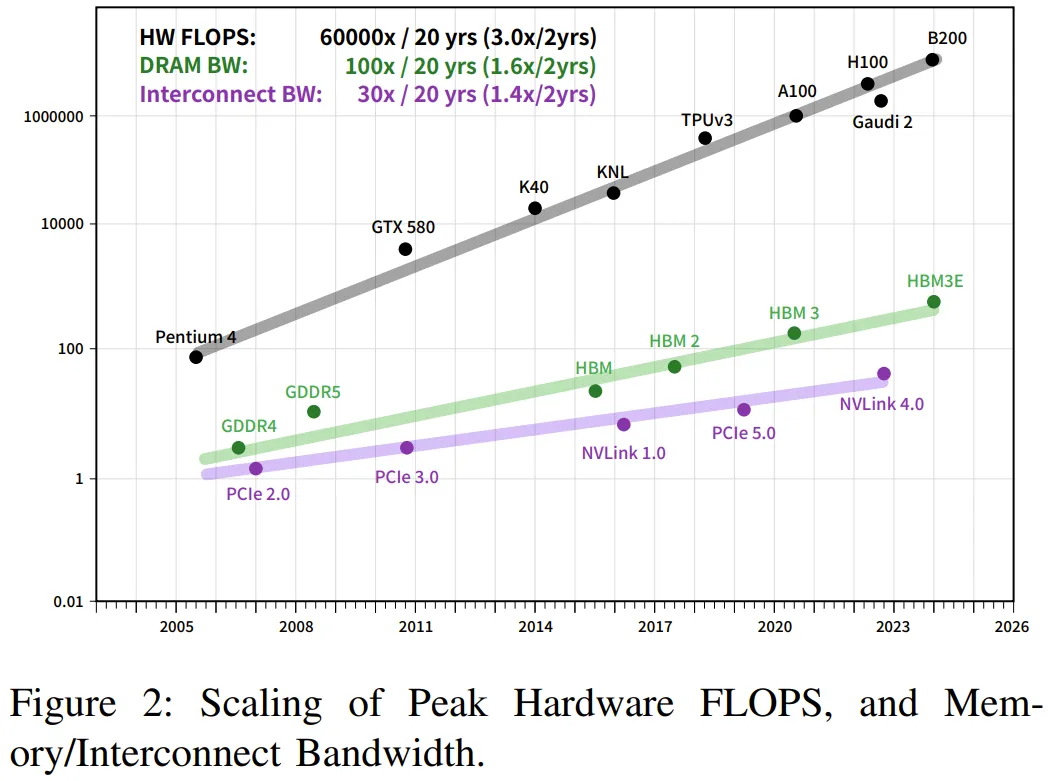 HW FLOPS: 60000x / 20 yrs (3.0x/2yrs)
DRAM BW: 100x / 20 yrs (1.6x/2yrs)
Interconnect BW: 30x / 20 yrs (1.4x/2yrs)
B200
H100
A100
Gaudi 2
1000000
TPUv3
KNL
K40
10000
GTX 580
HBM3E
HBM 3
Pentium 4
100
HBM 2
HBM
GDDR5
NVLink 4.0
GDDR4
PCIe 5.0
NVLink 1.0
PCIe 3.0
1
PCIe 2.0
0.01
2005 2008 2011 2014 2017 2020 2023 2026
Figure 2: Scaling of Peak Hardware FLOPS, and Mem-
ory/Interconnect Bandwidth.